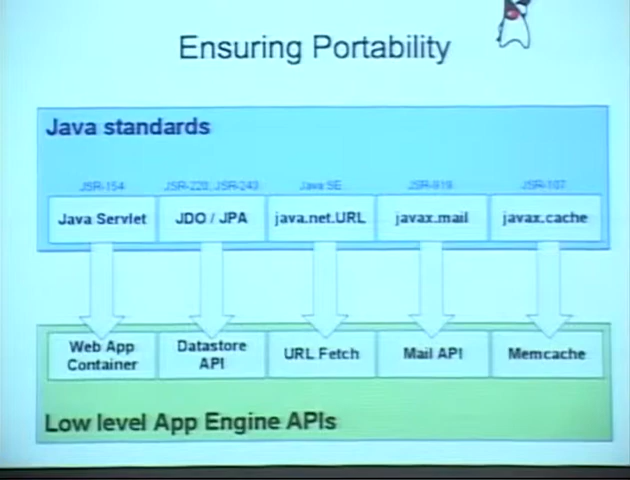 Ensuring Portability
Java standards
JSR-154
JSR-220, JSR-243
Java SE
JSR-919
JSR-107
Java Servlet
JDO / JPA
java.net.URL
javax.mail
javax.cache
Web App
Container
Datastore
API
URL Fetch
Mail API
Memcache
Low level App Engine APIs